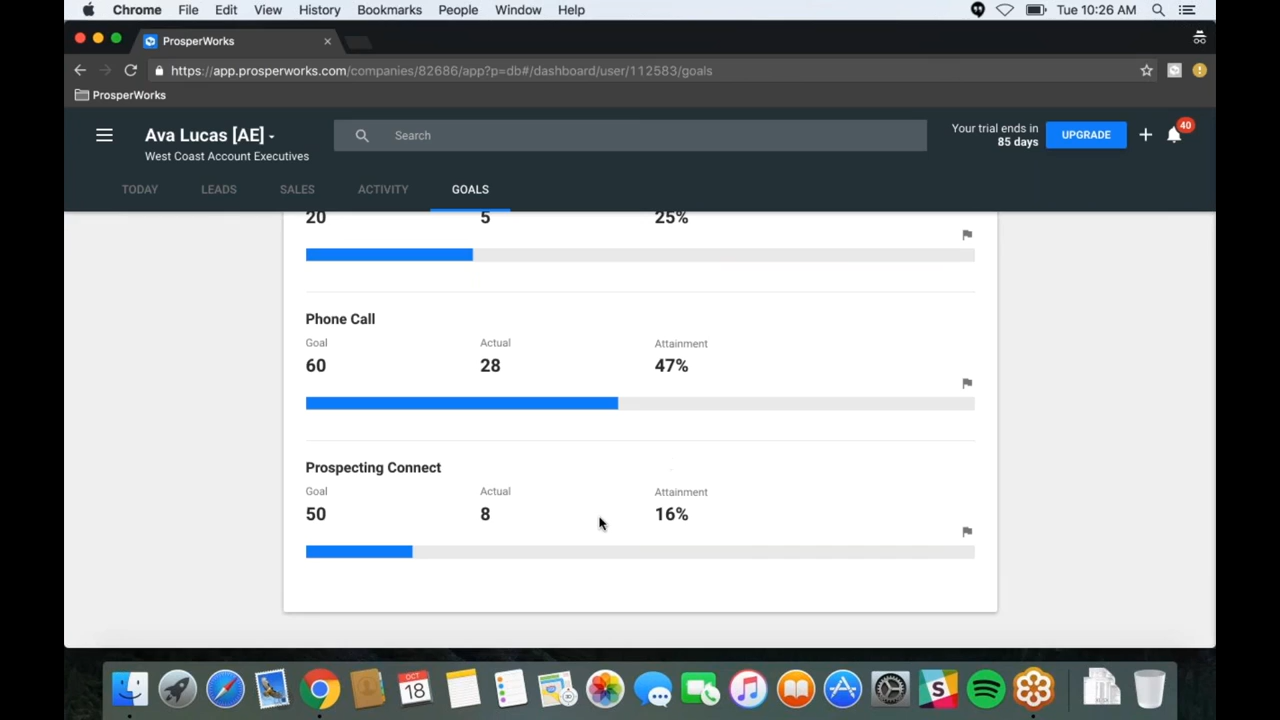 Chrome File Edit View History Bookmarks People Window Help Tue 10:26 AM
ProsperWorks
https://app.prosperworks.com/companies/82686/app?p=db#/dashboard/user/112583/goals
ProsperWorks
Ava Lucas [AE]
West Coast Account Executives
Search
Your trial ends in
85 days
UPGRADE
40
TODAY LEADS SALES ACTIVITY GOALS
20 5 25%
Phone Call
Goal Actual Attainment
60 28 47%
Prospecting Connect
Goal Actual Attainment
50 8 16%
OCT
18